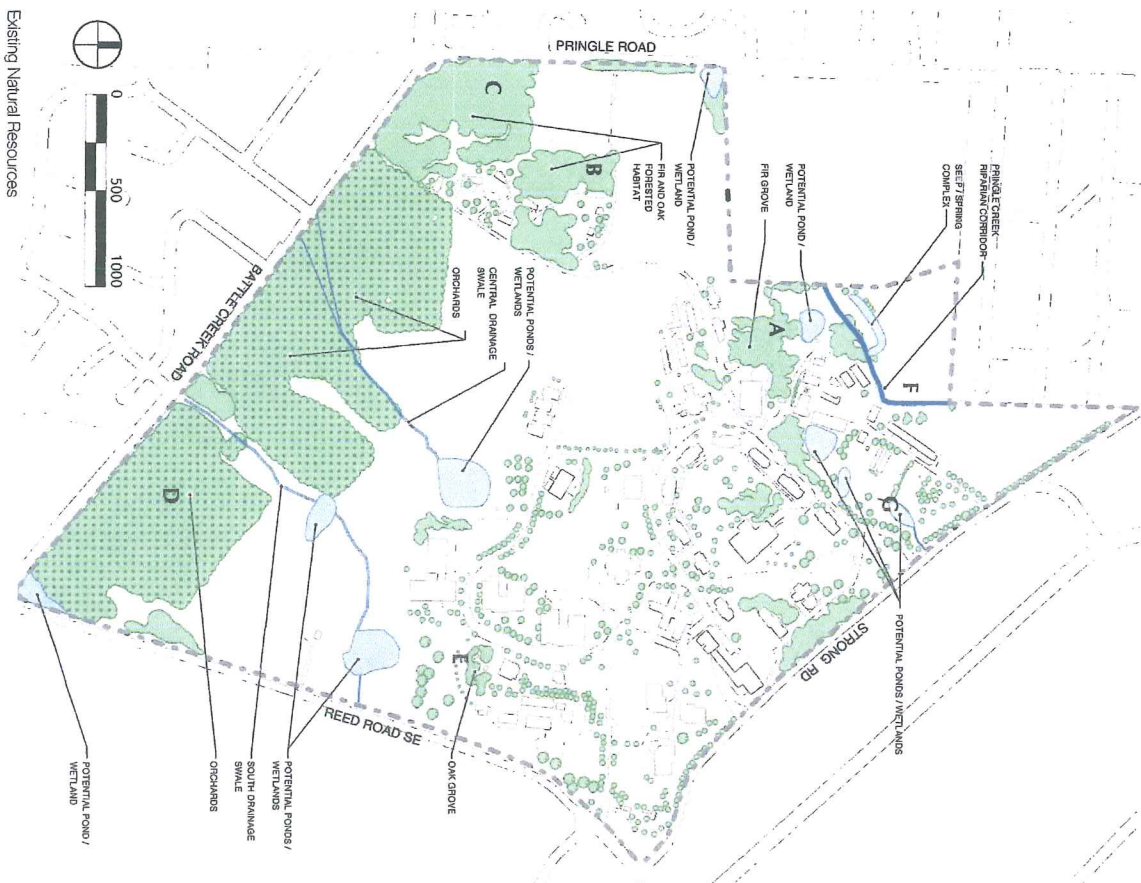 Existing Natural Resources
0
500
1000
PRINGLE ROAD
BATTLE CREEK ROAD
REED ROAD SE
STRONG RD
A
B
C
D
E
F
G
PRINGLE CREEK
RIPARIAN CORRIDOR
SEEP / SPRING
COMPLEX
POTENTIAL POND /
WETLAND
FIR GROVE
POTENTIAL POND /
WETLAND
FIR AND OAK
FORESTED
HABITAT
POTENTIAL PONDS /
WETLANDS
CENTRAL DRAINAGE
SWALE
ORCHARDS
POTENTIAL PONDS / WETLANDS
OAK GROVE
POTENTIAL PONDS /
WETLANDS
SOUTH DRAINAGE
SWALE
ORCHARDS
POTENTIAL POND /
WETLAND